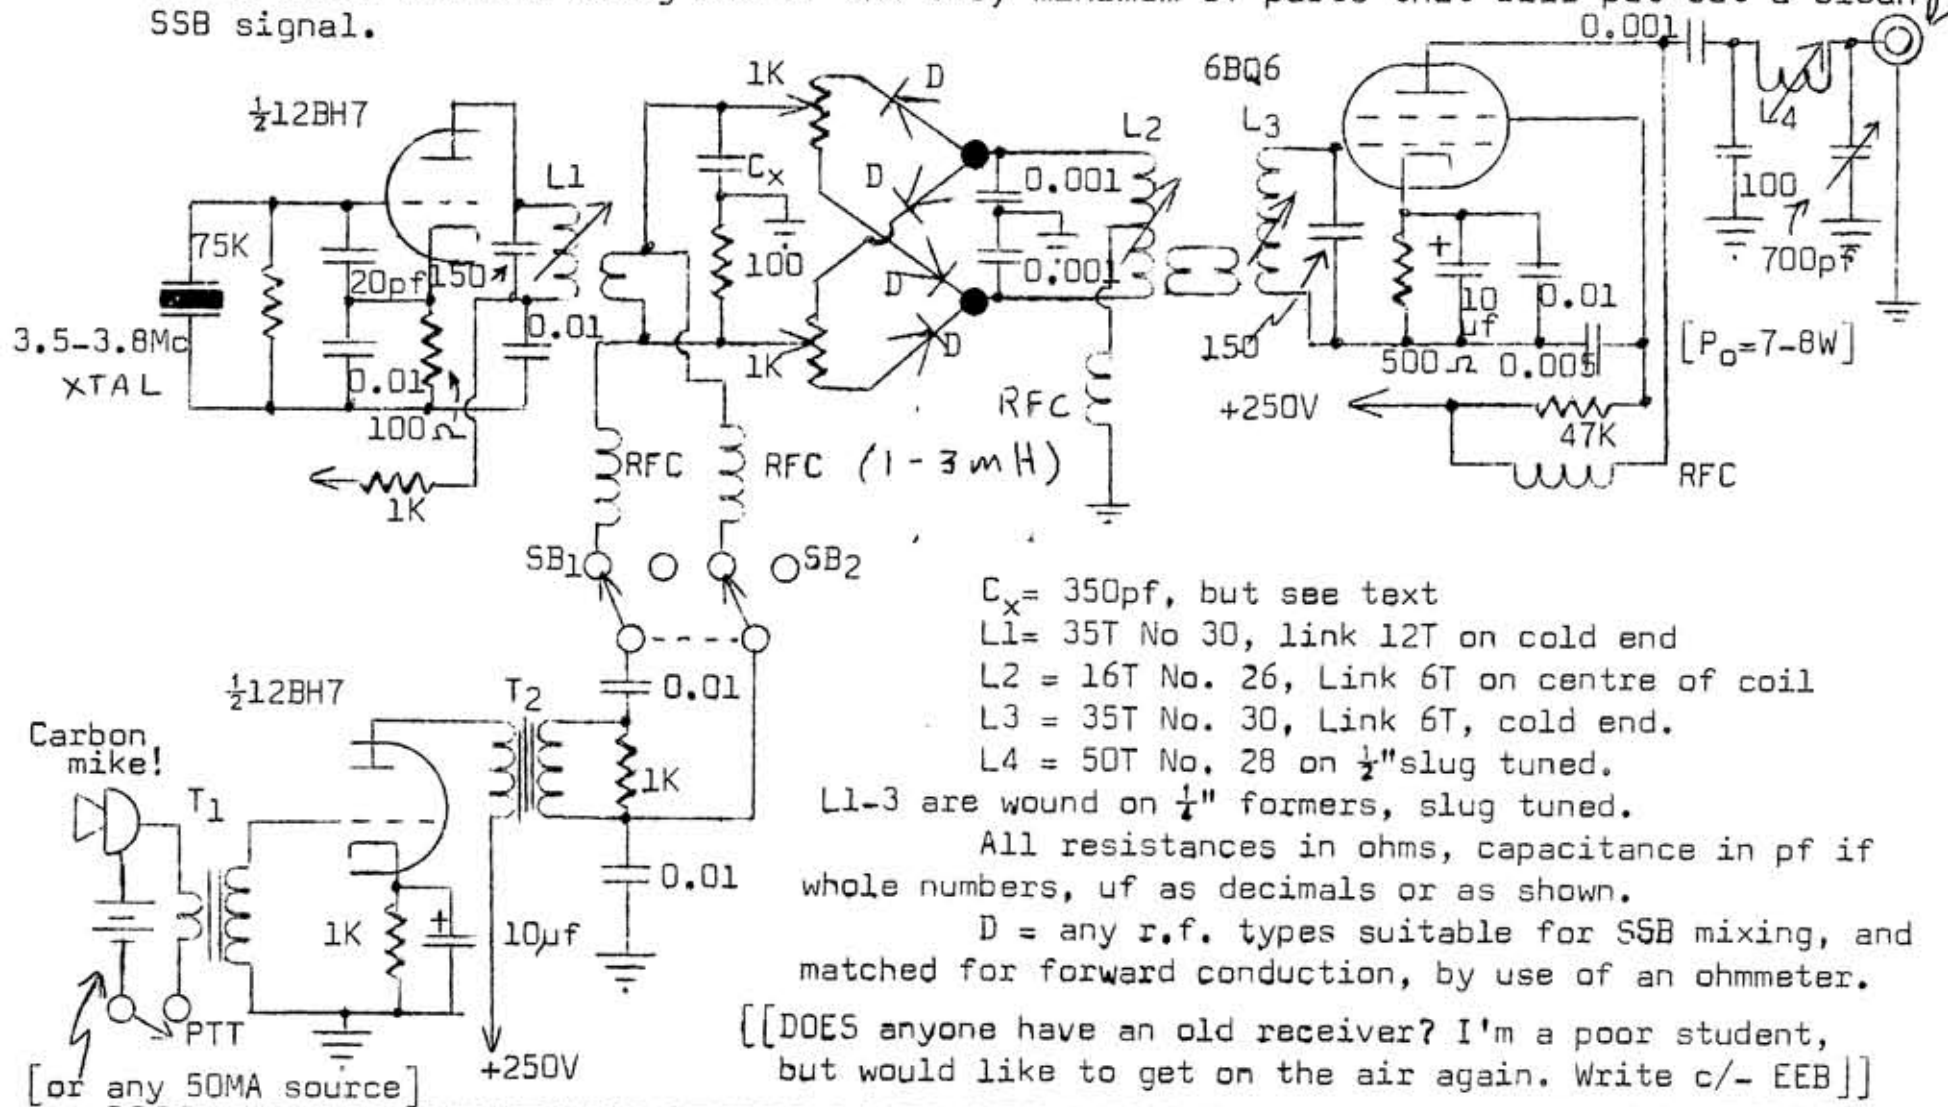 SSB signal.
0.001
½12BH7
1K
D
6BQ6
L1
Cx
D
0.001
L2
L3
L4
100
700pf
75K
20pf
150
100
D
0.001
10
µf
0.01
3.5-3.8Mc
XTAL
0.01
100Ω
0.01
1K
D
150
500Ω
0.005
[Po=7-8W]
RFC
+250V
47K
1K
RFC
RFC (1-3mH)
RFC
SB1
SB2
Cx= 350pf, but see text
L1= 35T No 30, link 12T on cold end
L2 = 16T No. 26, Link 6T on centre of coil
L3 = 35T No. 30, Link 6T, cold end.
L4 = 50T No. 28 on ½"slug tuned.
L1-3 are wound on ¼" formers, slug tuned.
All resistances in ohms, capacitance in pf if
whole numbers, uf as decimals or as shown.
D = any r.f. types suitable for SSB mixing, and
matched for forward conduction, by use of an ohmmeter.
[[DOES anyone have an old receiver? I'm a poor student,
but would like to get on the air again. Write c/- EEB]]
½12BH7
T2
0.01
Carbon
mike!
T1
1K
0.01
1K
10µf
PTT
+250V
[or any 50MA source]